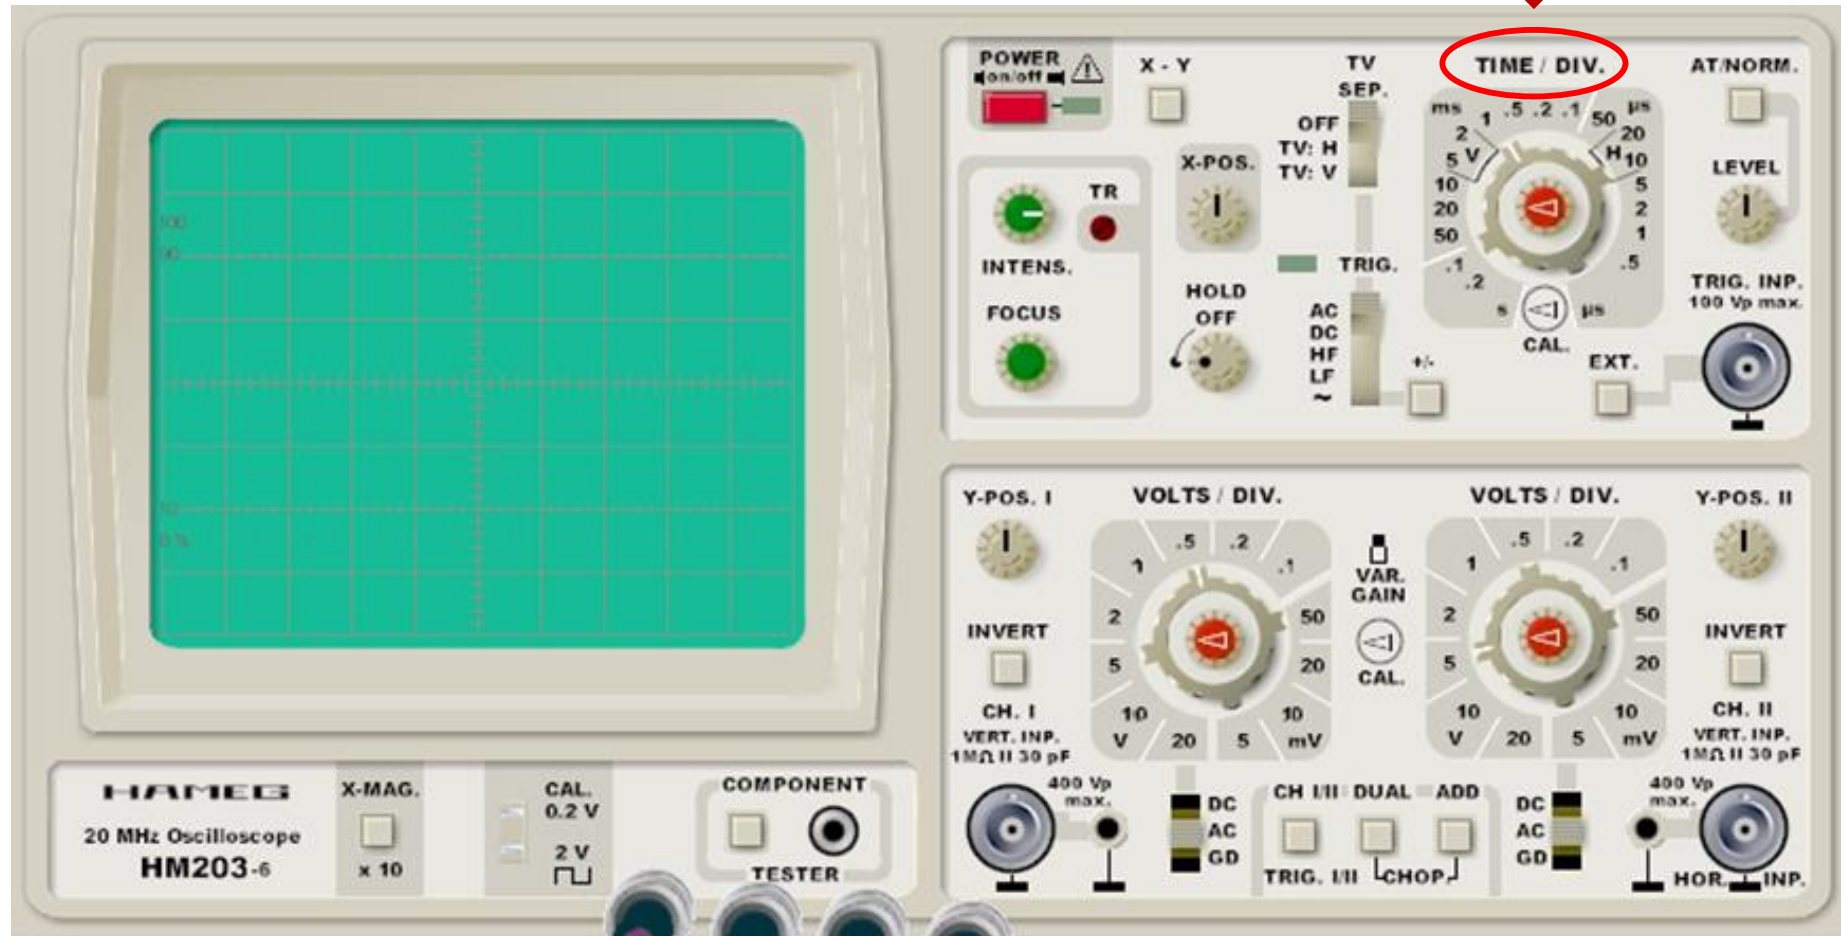 POWER
on/off
X - Y
TV
SEP.
OFF
TV: H
TV: V
TIME / DIV.
AT/NORM.
ms 1 .5 .2 .1 50 µs
2 20
5 V H 10
10 5
20 2
50 1
.1 .5
.2
s µs
CAL.
LEVEL
X-POS.
TR
INTENS.
FOCUS
HOLD
OFF
TRIG.
AC
DC
HF
LF
~
+/-
EXT.
TRIG. INP.
100 Vp max.
100
90
10
0 %
Y-POS. I
VOLTS / DIV.
.5 .2
1 .1
2 50
5 20
10 10
V 20 5 mV
VAR.
GAIN
CAL.
VOLTS / DIV.
.5 .2
1 .1
2 50
5 20
10 10
V 20 5 mV
Y-POS. II
INVERT
INVERT
CH. I
VERT. INP.
1MΩ II 30 pF
400 Vp
max.
DC
AC
GD
CH I/II DUAL ADD
TRIG. I/II CHOP.
DC
AC
GD
CH. II
VERT. INP.
1MΩ II 30 pF
400 Vp
max.
HOR. INP.
HAMEG
20 MHz Oscilloscope
HM203-6
X-MAG.
x 10
CAL.
0.2 V
2 V
COMPONENT
TESTER